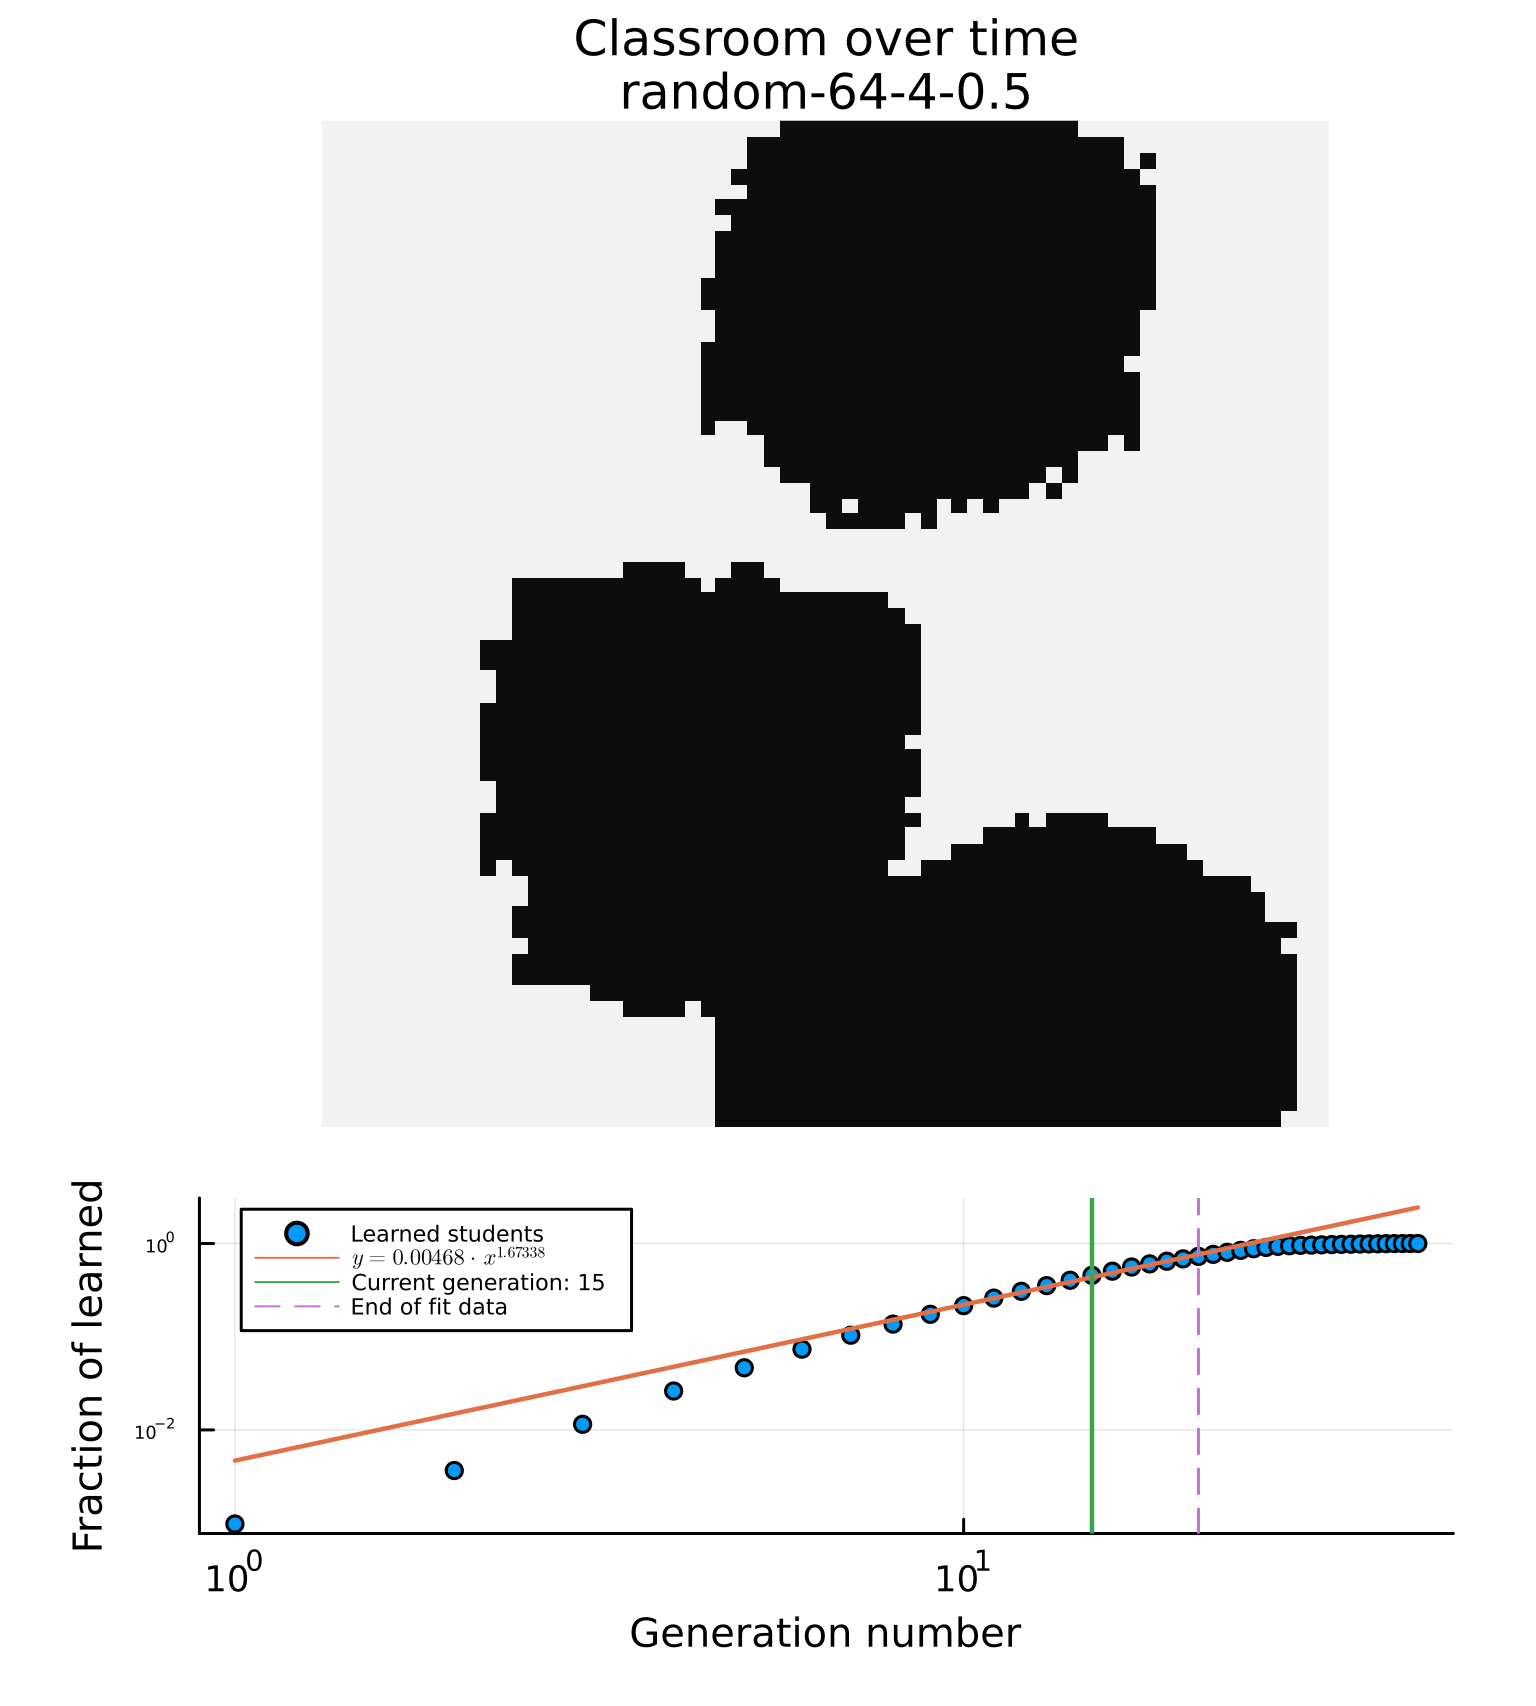 Classroom over time
random-64-4-0.5
Fraction of learned
10^0
10^-2
Learned students
y = 0.00468 · x^1.67338
Current generation: 15
End of fit data
10^0
10^1
Generation number